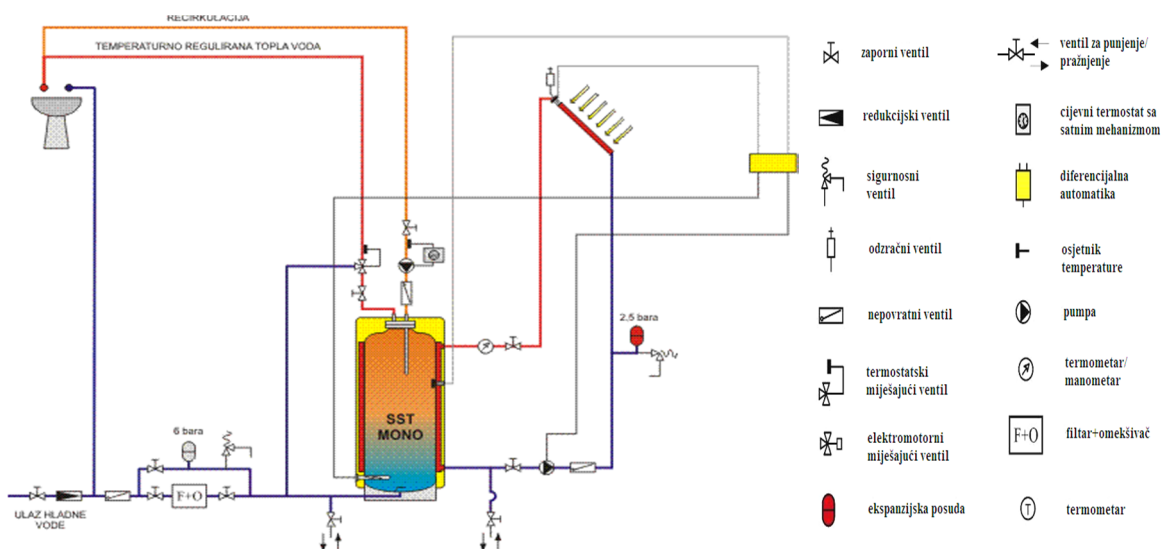 RECIRKULACIJA
TEMPERATURNO REGULIRANA TOPLA VODA
2,5 bara
SST
MONO
6 bara
F+O
ULAZ HLADNE
VODE
zaporni ventil
redukcijski ventil
sigurnosni
ventil
odzračni ventil
nepovratni ventil
termostatski
miješajući ventil
elektromotorni
miješajući ventil
ekspanzijska posuda
ventil za punjenje/
pražnjenje
cijevni termostat sa
satnim mehanizmom
diferencijalna
automatika
osjetnik
temperature
pumpa
termometar/
manometar
F+O
filtar+omekšivač
T
termometar